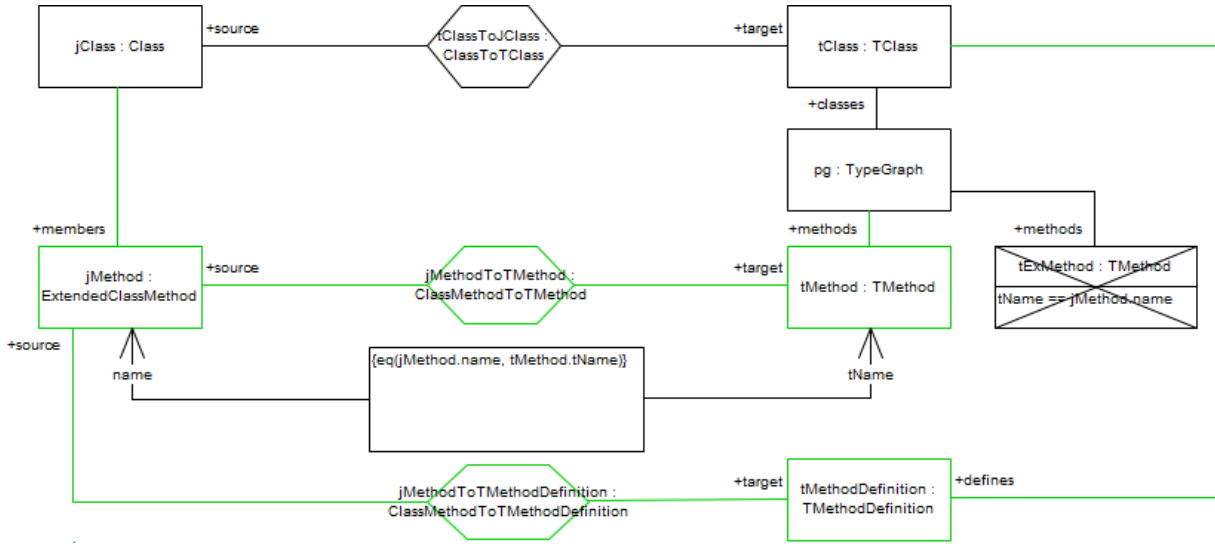 +source
tClassToJClass :
+target
jClass : Class
ClassToTClass
tClass : TClass
+classes
pg : TypeGraph
+members
+methods
+methods
jMethod :
ExtendedClassMethod
+source
jMethodToTMethod :
ClassMethodToTMethod
+target
tMethod : TMethod
tExMethod : TMethod
tName == jMethod.name
+source
name
{eq(jMethod.name, tMethod.tName)}
tName
jMethodToTMethodDefinition :
ClassMethodToTMethodDefinition
+target
tMethodDefinition :
TMethodDefinition
+defines